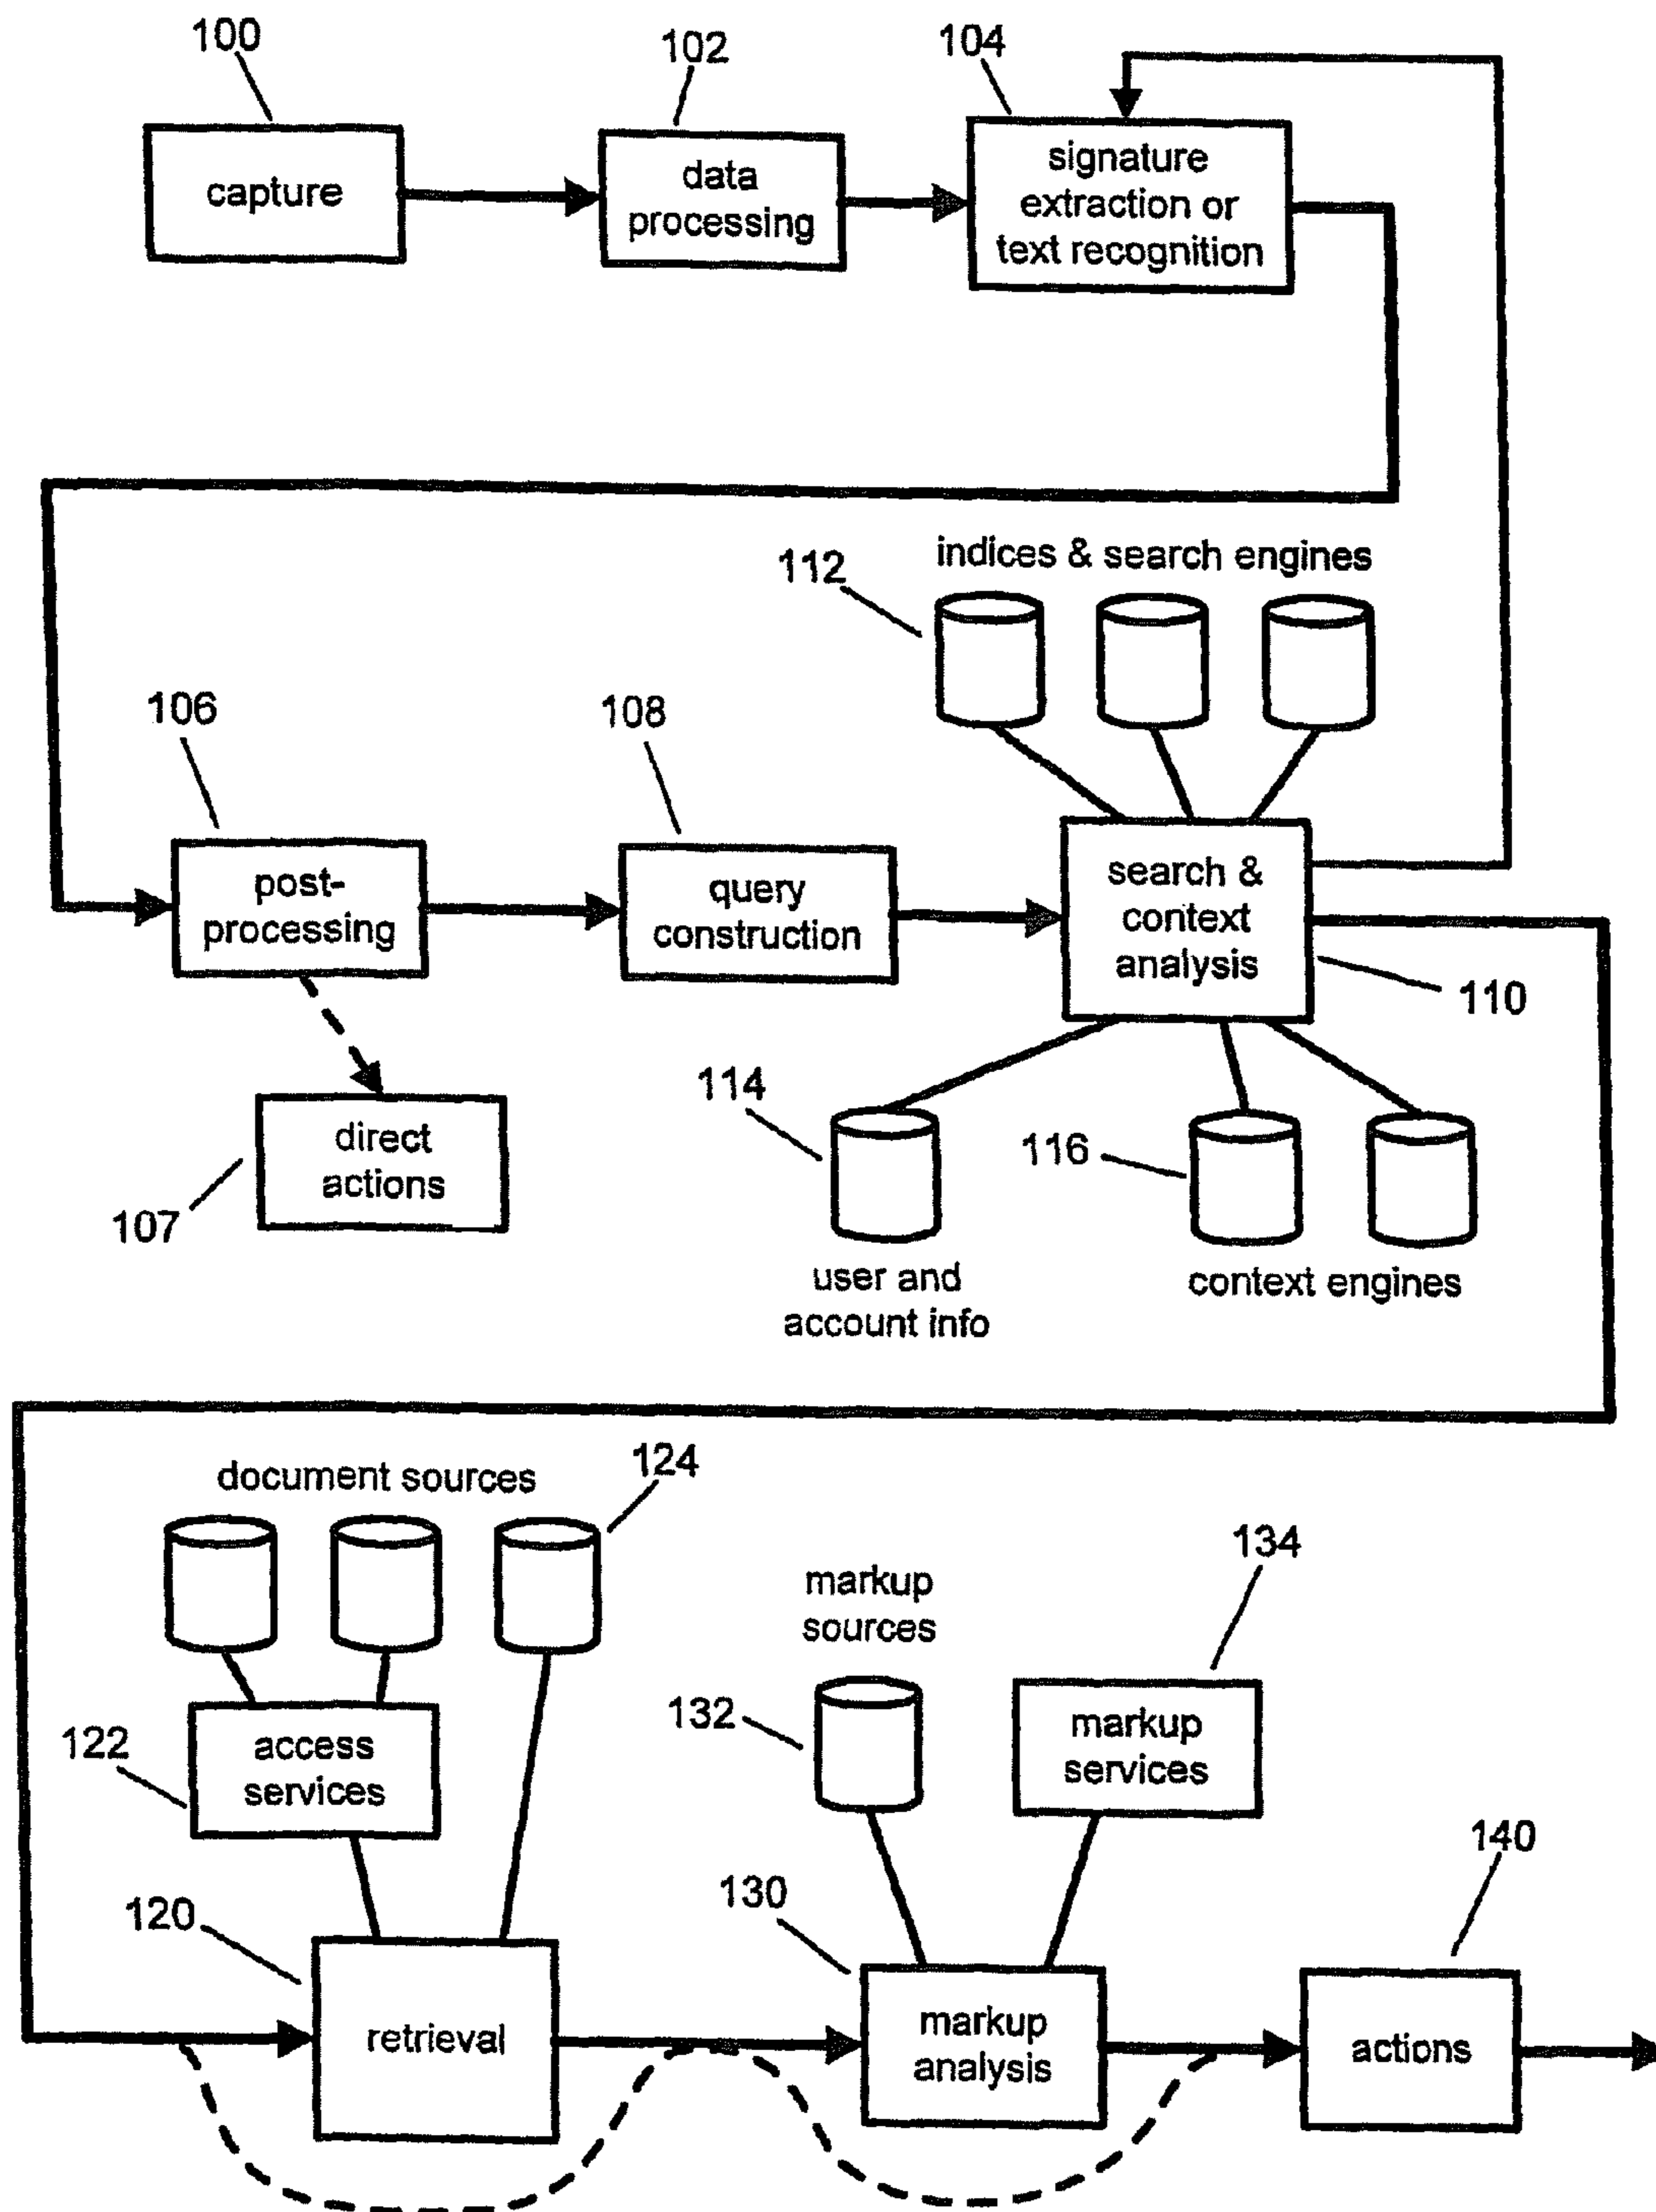 100
102
104
capture
data
processing
signature
extraction or
text recognition
indices & search engines
112
106
108
post-
processing
query
construction
search &
context
analysis
110
direct
actions
107
114
116
user and
account info
context engines
document sources
124
134
markup
sources
132
122
access
services
markup
services
140
120
130
retrieval
markup
analysis
actions